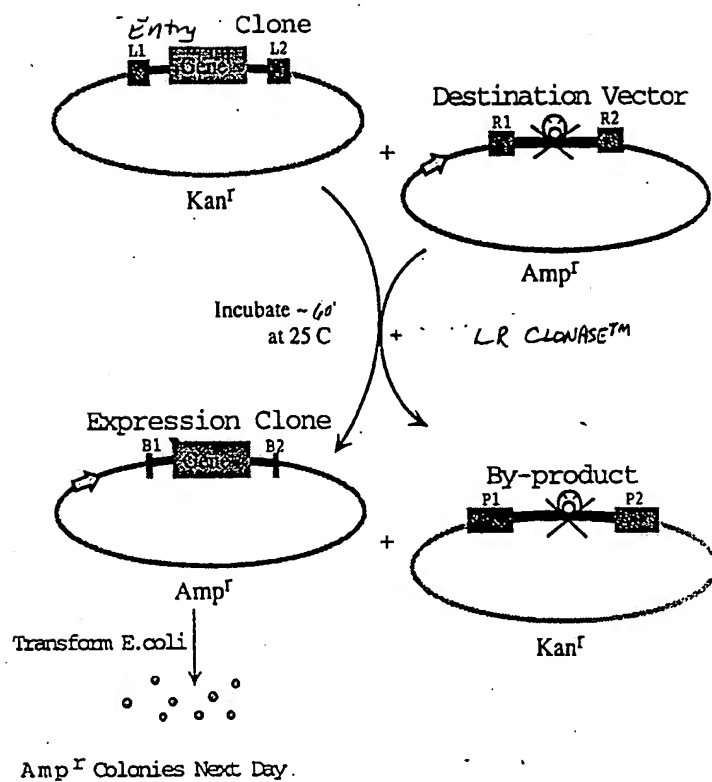 Entry Clone
L1 Gene L2
Destination Vector
R1 R2
+
Kanʳ
Ampʳ
Incubate ~ 60'
at 25 C
+ LR CLONASE™
Expression Clone
B1 Gene B2
By-product
P1 P2
+
Ampʳ
Kanʳ
Transform E.coli
Ampʳ Colonies Next Day.